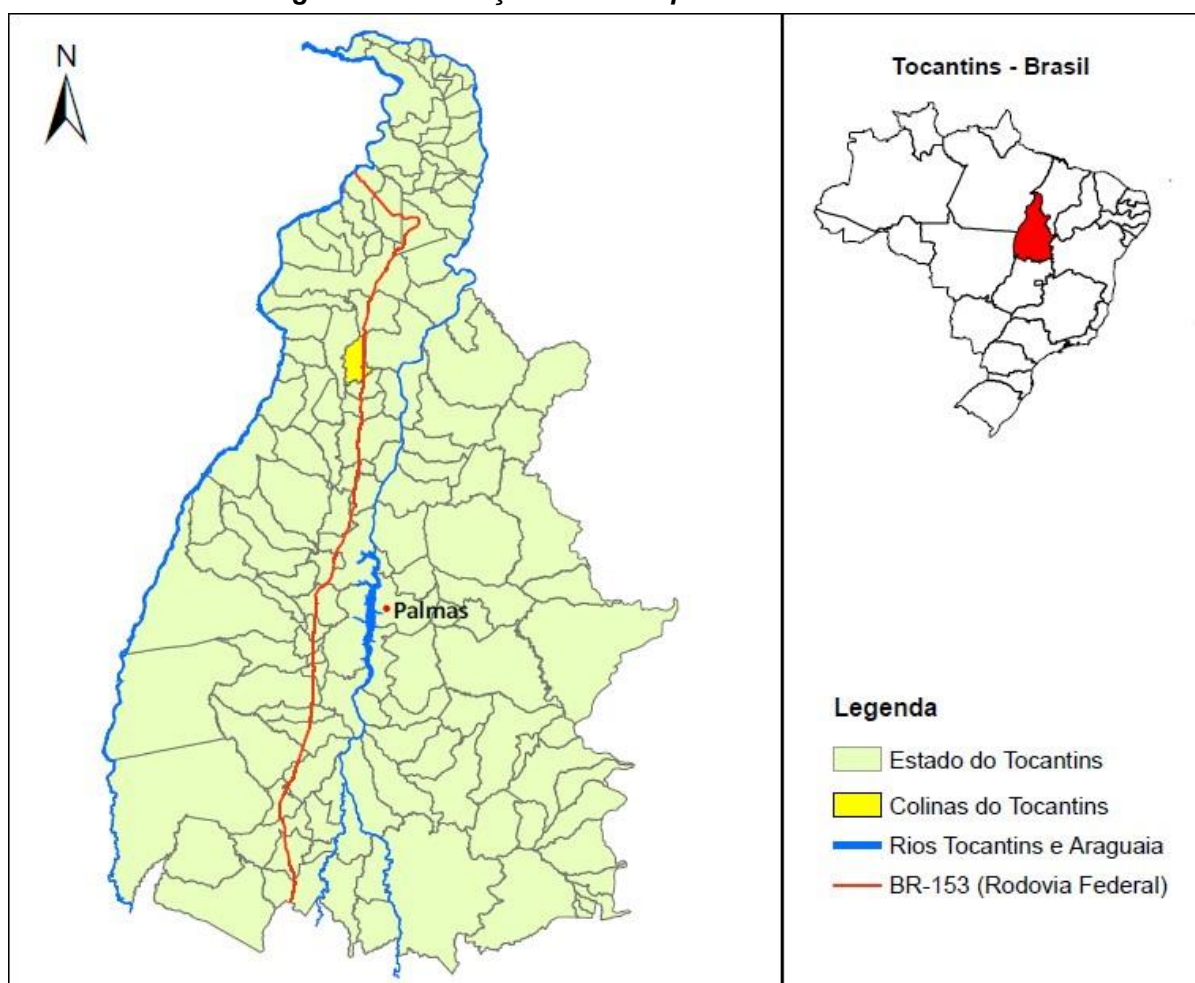 N
Palmas
Tocantins - Brasil
Legenda
Estado do Tocantins
Colinas do Tocantins
Rios Tocantins e Araguaia
BR-153 (Rodovia Federal)